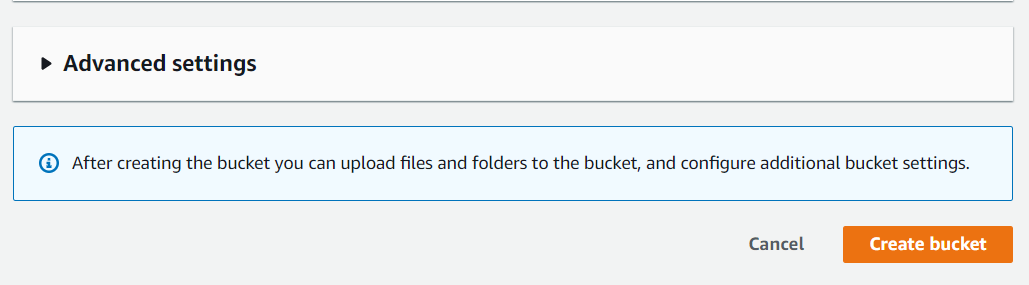 Advanced settings
After creating the bucket you can upload files and folders to the bucket, and configure additional bucket settings.
Cancel Create bucket